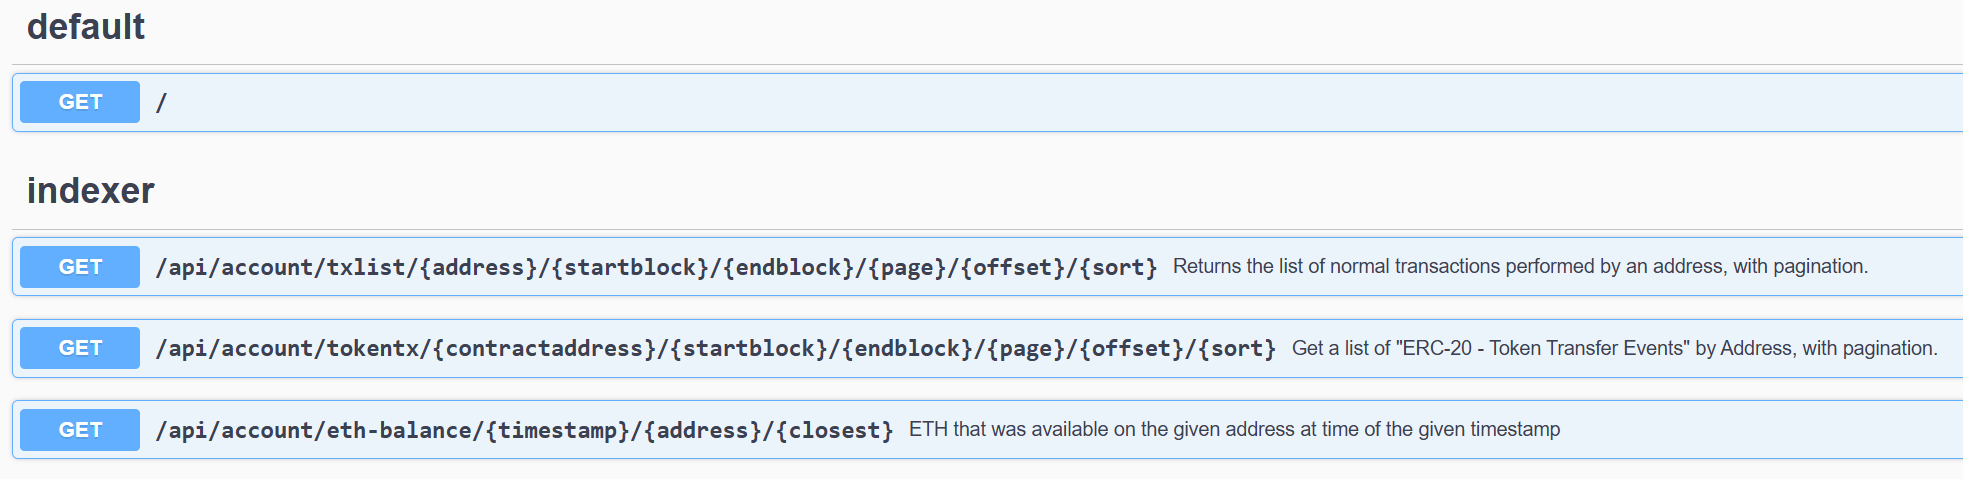 default
GET /
indexer
GET /api/account/txlist/{address}/{startblock}/{endblock}/{page}/{offset}/{sort} Returns the list of normal transactions performed by an address, with pagination.
GET /api/account/tokentx/{contractaddress}/{startblock}/{endblock}/{page}/{offset}/{sort} Get a list of "ERC-20 - Token Transfer Events" by Address, with pagination.
GET /api/account/eth-balance/{timestamp}/{address}/{closest} ETH that was available on the given address at time of the given timestamp